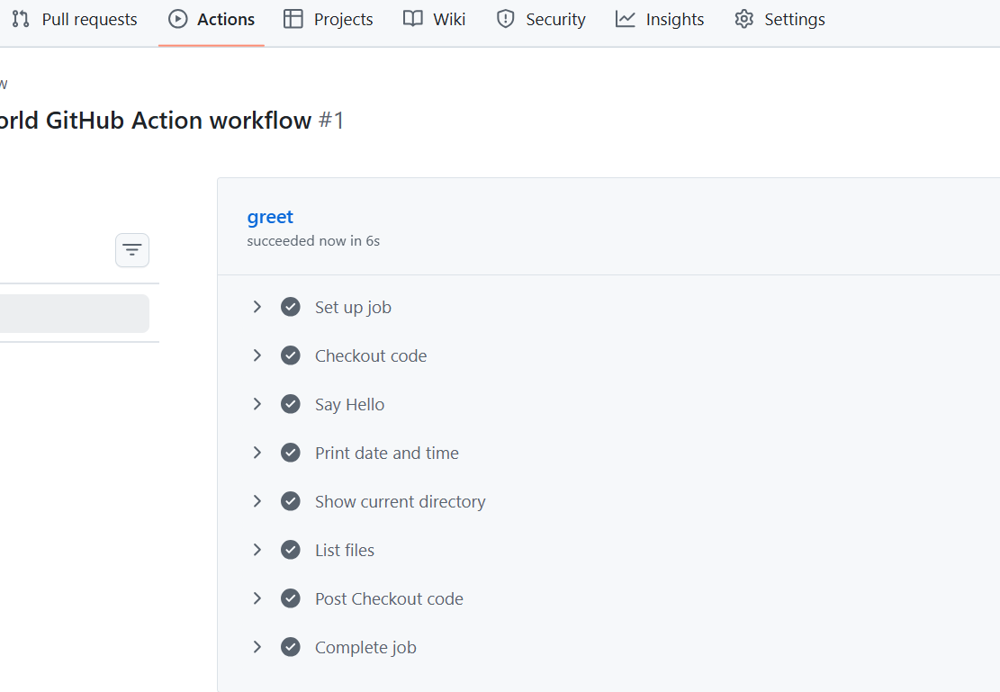 Pull requests Actions Projects Wiki Security Insights Settings
orld GitHub Action workflow #1
greet
succeeded now in 6s
Set up job
Checkout code
Say Hello
Print date and time
Show current directory
List files
Post Checkout code
Complete job